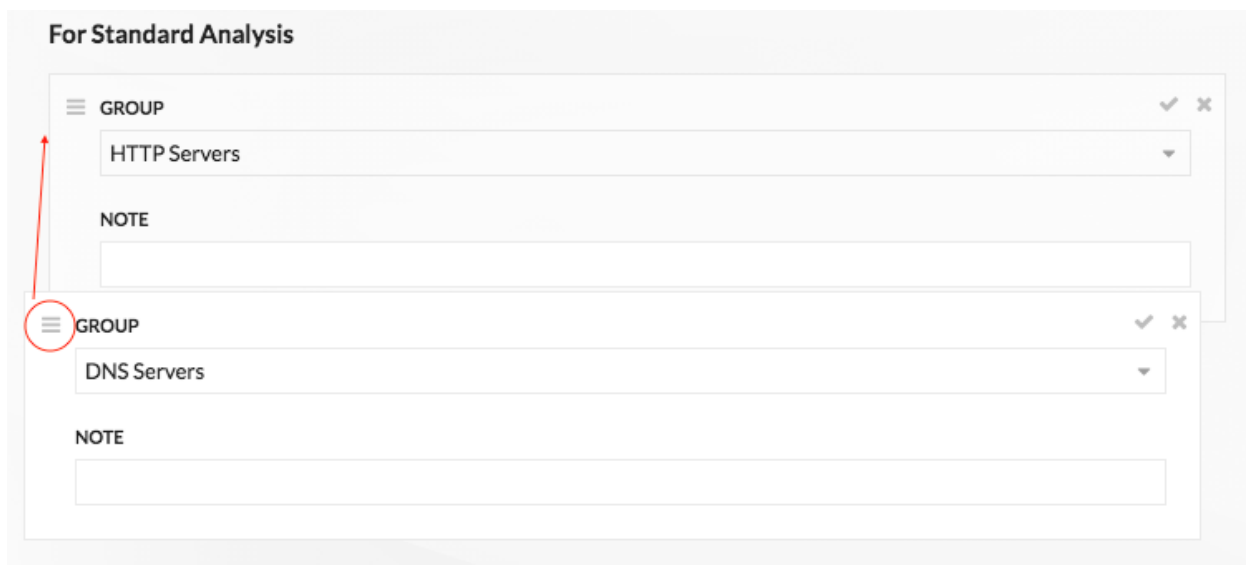 For Standard Analysis
GROUP
HTTP Servers
NOTE
GROUP
DNS Servers
NOTE